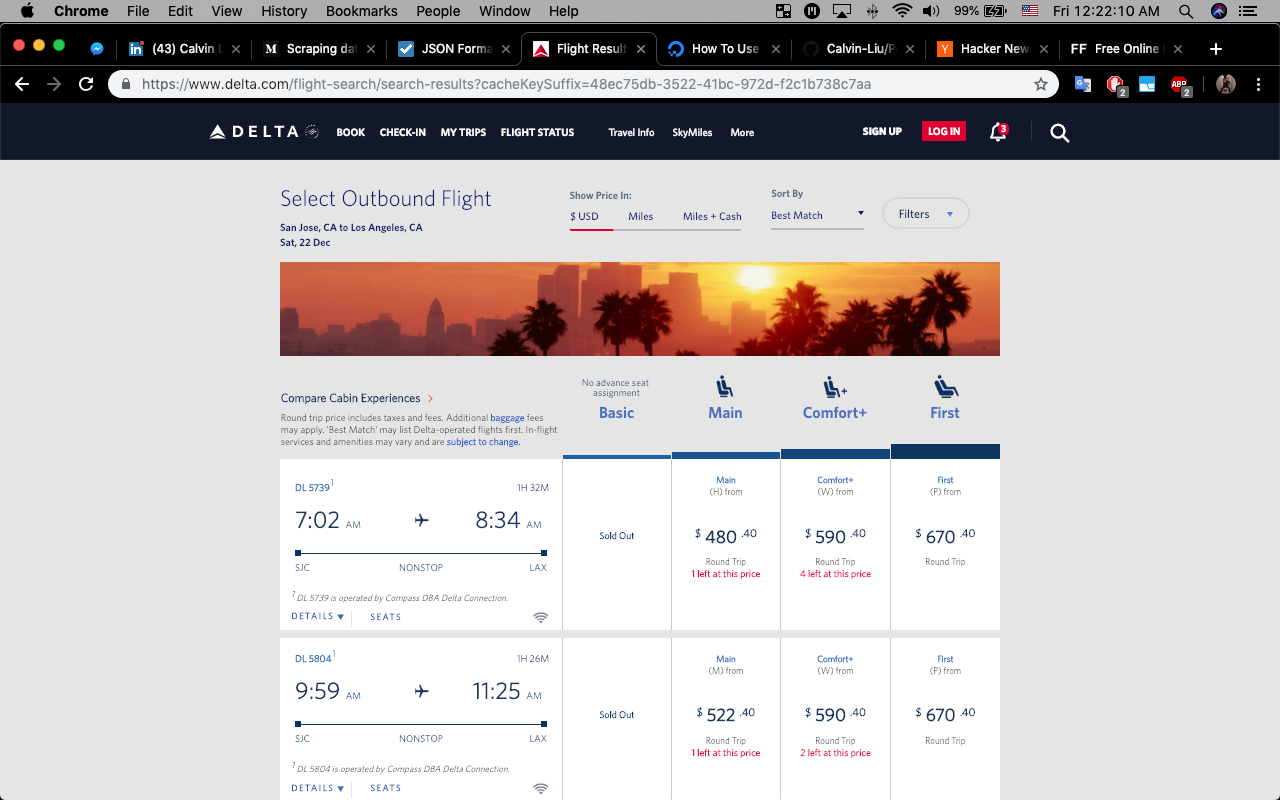 Chrome File Edit View History Bookmarks People Window Help 99% Fri 12:22:10 AM
(43) Calvin L Scraping dat JSON Forma Flight Result How To Use Calvin-Liu/P Hacker New FF Free Online
https://www.delta.com/flight-search/search-results?cacheKeySuffix=48ec75db-3522-41bc-972d-f2c1b738c7aa 2 ABP 2
DELTA BOOK CHECK-IN MY TRIPS FLIGHT STATUS Travel Info SkyMiles More SIGN UP LOG IN 3
Select Outbound Flight
San Jose, CA to Los Angeles, CA
Sat, 22 Dec
Show Price In:
$ USD Miles Miles + Cash
Sort By
Best Match
Filters
Compare Cabin Experiences >
Round trip price includes taxes and fees. Additional baggage fees
may apply. 'Best Match' may list Delta-operated flights first. In-flight
services and amenities may vary and are subject to change.
No advance seat
assignment
Basic Main Comfort+ First
DL 5739¹ 1H 32M
7:02 AM 8:34 AM
SJC NONSTOP LAX
¹ DL 5739 is operated by Compass DBA Delta Connection.
DETAILS ▼ SEATS
Sold Out
Main
(H) from
$ 480 .40
Round Trip
1 left at this price
Comfort+
(W) from
$ 590 .40
Round Trip
4 left at this price
First
(P) from
$ 670 .40
Round Trip
DL 5804¹ 1H 26M
9:59 AM 11:25 AM
SJC NONSTOP LAX
¹ DL 5804 is operated by Compass DBA Delta Connection.
DETAILS ▼ SEATS
Sold Out
Main
(M) from
$ 522 .40
Round Trip
1 left at this price
Comfort+
(W) from
$ 590 .40
Round Trip
2 left at this price
First
(P) from
$ 670 .40
Round Trip